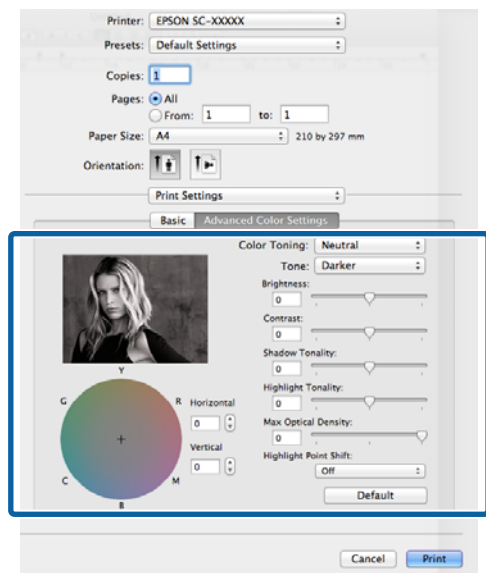 Printer: EPSON SC-XXXXX
Presets: Default Settings
Copies: 1
Pages: All
From: 1 to: 1
Paper Size: A4 210 by 297 mm
Orientation:
Print Settings
Basic Advanced Color Settings
Color Toning: Neutral
Tone: Darker
Brightness:
0
Contrast:
0
Shadow Tonality:
0
Highlight Tonality:
0
Max Optical Density:
0
Highlight Point Shift:
Off
Default
Y
G R
C M
B
Horizontal
0
Vertical
0
Cancel Print